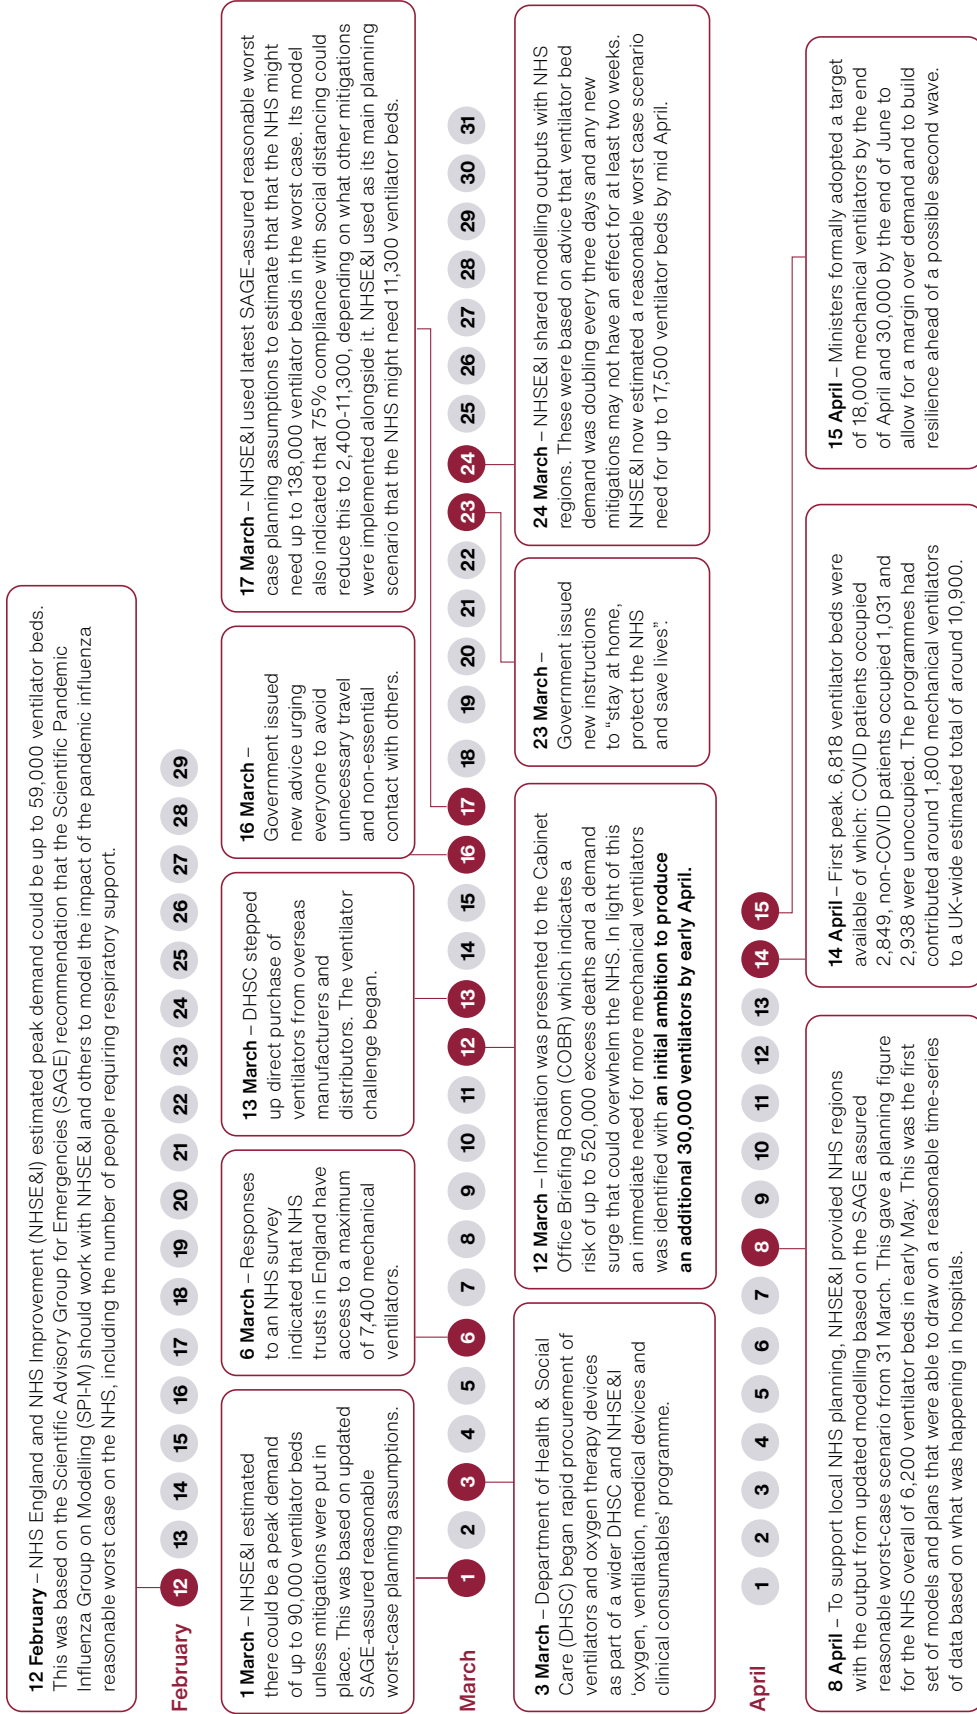 12 February – NHS England and NHS Improvement (NHSE&I) estimated peak demand could be up to 59,000 ventilator beds.
This was based on the Scientific Advisory Group for Emergencies (SAGE) recommendation that the Scientific Pandemic
Influenza Group on Modelling (SPI-M) should work with NHSE&I and others to model the impact of the pandemic influenza
reasonable worst case on the NHS, including the number of people requiring respiratory support.
February 12 13 14 15 16 17 18 19 20 21 22 23 24 25 26 27 28 29
1 March – NHSE&I estimated
there could be a peak demand
of up to 90,000 ventilator beds
unless mitigations were put in
place. This was based on updated
SAGE-assured reasonable
worst-case planning assumptions.
6 March – Responses
to an NHS survey
indicated that NHS
trusts in England have
access to a maximum
of 7,400 mechanical
ventilators.
13 March – DHSC stepped
up direct purchase of
ventilators from overseas
manufacturers and
distributors. The ventilator
challenge began.
16 March –
Government issued
new advice urging
everyone to avoid
unnecessary travel
and non-essential
contact with others.
17 March – NHSE&I used latest SAGE-assured reasonable worst
case planning assumptions to estimate that that the NHS might
need up to 138,000 ventilator beds in the worst case. Its model
also indicated that 75% compliance with social distancing could
reduce this to 2,400-11,300, depending on what other mitigations
were implemented alongside it. NHSE&I used as its main planning
scenario that the NHS might need 11,300 ventilator beds.
March 1 2 3 4 5 6 7 8 9 10 11 12 13 14 15 16 17 18 19 20 21 22 23 24 25 26 27 28 29 30 31
3 March – Department of Health & Social
Care (DHSC) began rapid procurement of
ventilators and oxygen therapy devices
as part of a wider DHSC and NHSE&I
‘oxygen, ventilation, medical devices and
clinical consumables’ programme.
12 March – Information was presented to the Cabinet
Office Briefing Room (COBR) which indicates a
risk of up to 520,000 excess deaths and a demand
surge that could overwhelm the NHS. In light of this
an immediate need for more mechanical ventilators
was identified with an initial ambition to produce
an additional 30,000 ventilators by early April.
23 March –
Government issued
new instructions
to “stay at home,
protect the NHS
and save lives”.
24 March – NHSE&I shared modelling outputs with NHS
regions. These were based on advice that ventilator bed
demand was doubling every three days and any new
mitigations may not have an effect for at least two weeks.
NHSE&I now estimated a reasonable worst case scenario
need for up to 17,500 ventilator beds by mid April.
April 1 2 3 4 5 6 7 8 9 10 11 12 13 14 15
8 April – To support local NHS planning, NHSE&I provided NHS regions
with the output from updated modelling based on the SAGE assured
reasonable worst-case scenario from 31 March. This gave a planning figure
for the NHS overall of 6,200 ventilator beds in early May. This was the first
set of models and plans that were able to draw on a reasonable time-series
of data based on what was happening in hospitals.
14 April – First peak. 6,818 ventilator beds were
available of which: COVID patients occupied
2,849, non-COVID patients occupied 1,031 and
2,938 were unoccupied. The programmes had
contributed around 1,800 mechanical ventilators
to a UK-wide estimated total of around 10,900.
15 April – Ministers formally adopted a target
of 18,000 mechanical ventilators by the end
of April and 30,000 by the end of June to
allow for a margin over demand and to build
resilience ahead of a possible second wave.